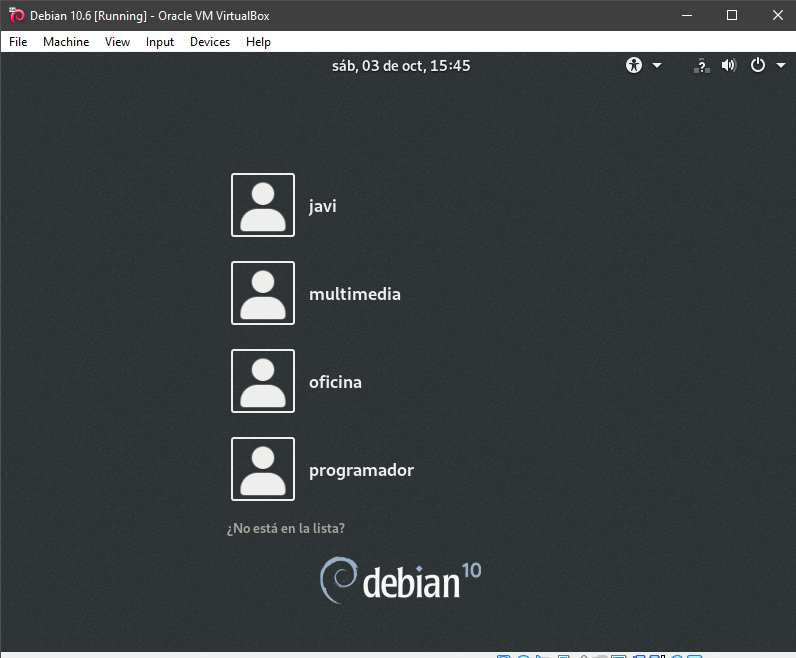 Debian 10.6 [Running] - Oracle VM VirtualBox
File Machine View Input Devices Help
sáb, 03 de oct, 15:45
javi
multimedia
oficina
programador
¿No está en la lista?
debian 10